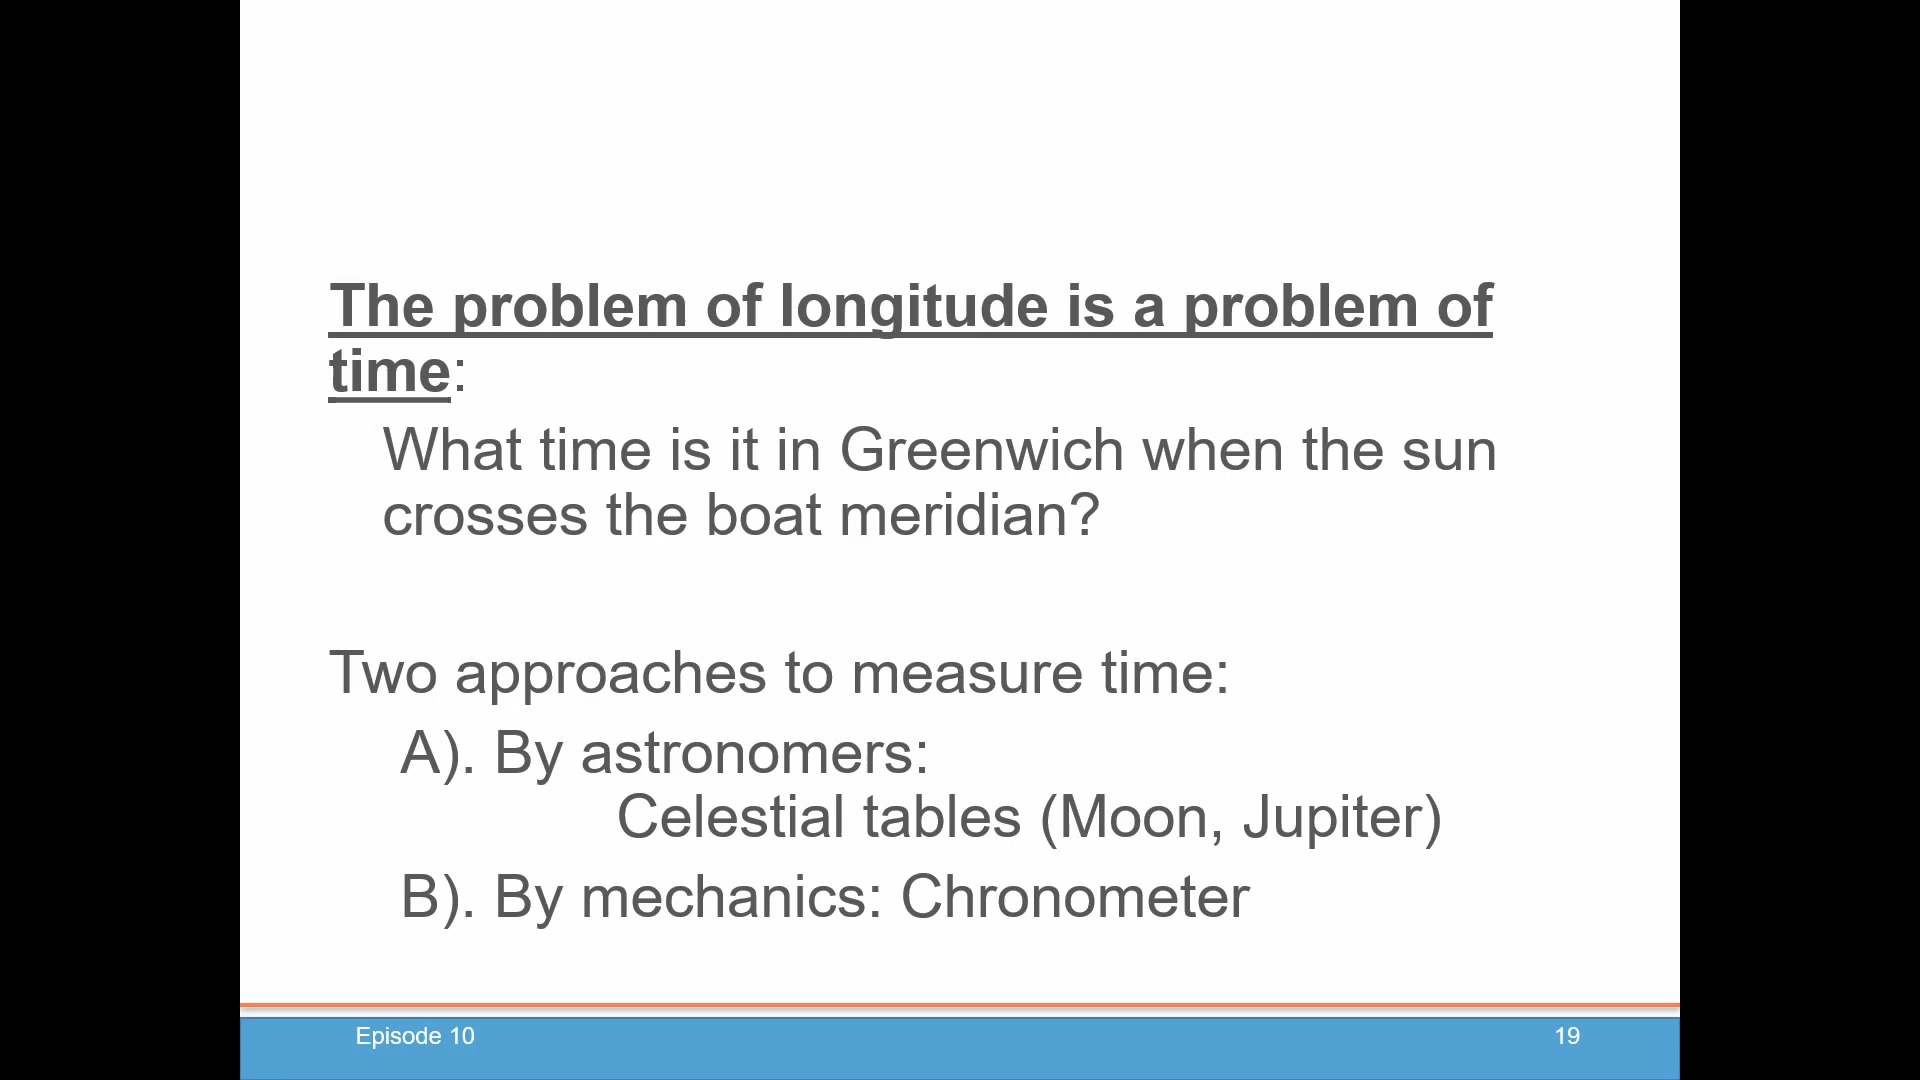 The problem of longitude is a problem of
time:
What time is it in Greenwich when the sun
crosses the boat meridian?
Two approaches to measure time:
A). By astronomers:
Celestial tables (Moon, Jupiter)
B). By mechanics: Chronometer
Episode 10
19